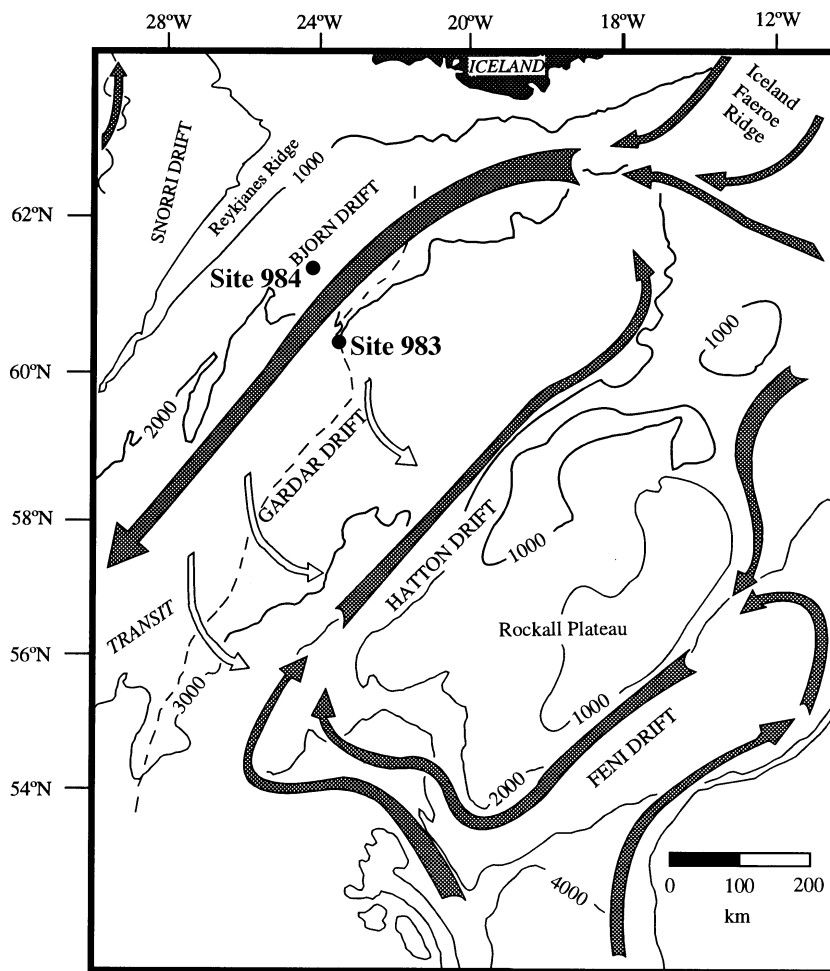 28ºW
24ºW
20ºW
16ºW
12ºW
ICELAND
Iceland
Faeroe
Ridge
SNORRI DRIFT
Reykjanes Ridge
1000
62ºN
BJORN DRIFT
Site 984
Site 983
1000
60ºN
2000
GARDAR DRIFT
58ºN
HATTON DRIFT
1000
TRANSIT
Rockall Plateau
56ºN
3000
1000
FENI DRIFT
2000
54ºN
4000
0
100
200
km